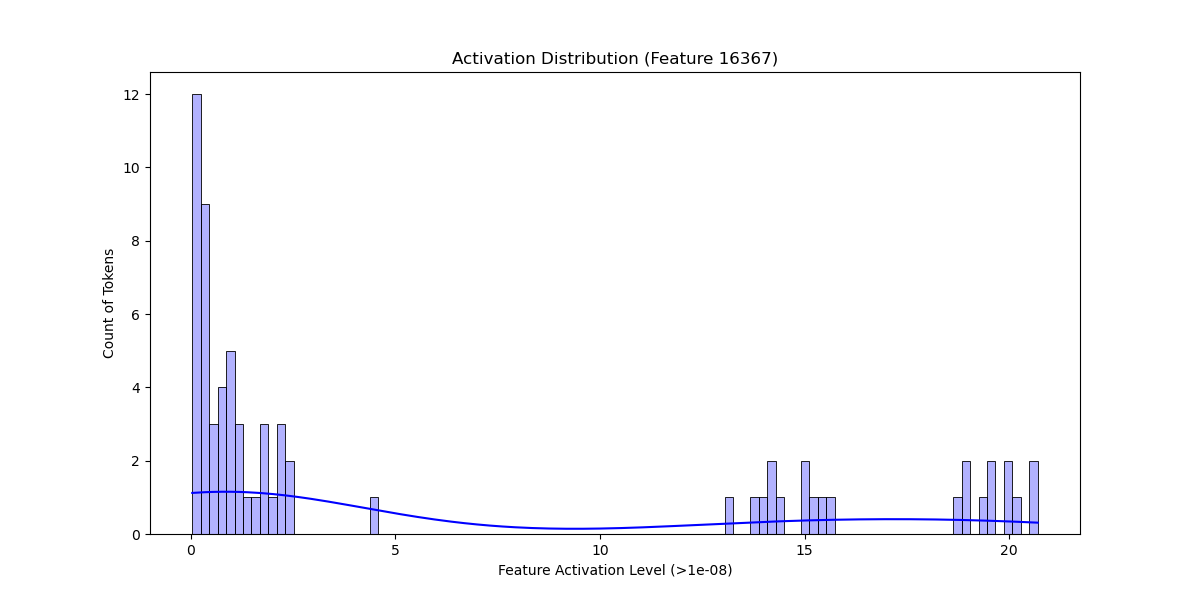 Activation Distribution (Feature 16367)
12
10
8
6
4
2
0
Count of Tokens
0 5 10 15 20
Feature Activation Level (>1e-08)